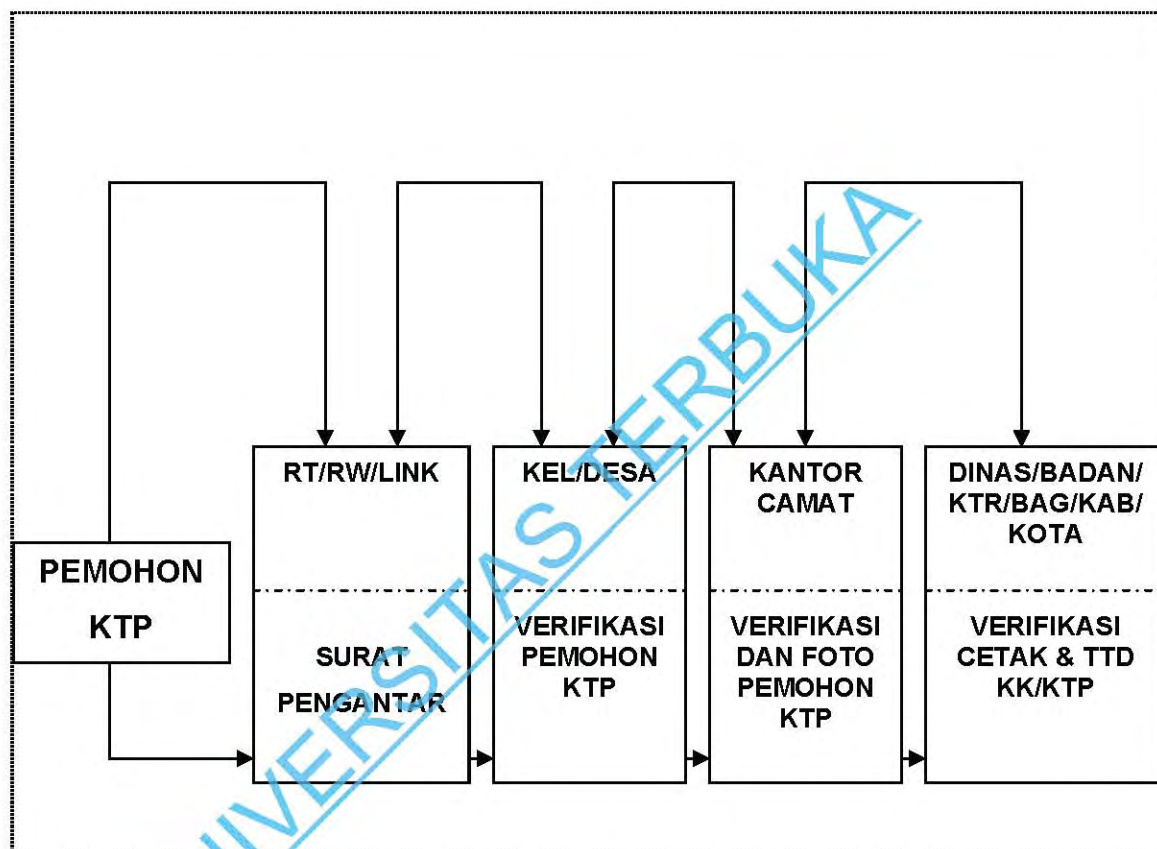 RT/RW/LINK
KEL/DESA
KANTOR
CAMAT
DINAS/BADAN/
KTR/BAG/KAB/
KOTA
PEMOHON
KTP
SURAT
PENGANTAR
VERIFIKASI
PEMOHON
KTP
VERIFIKASI
DAN FOTO
PEMOHON
KTP
VERIFIKASI
CETAK & TTD
KK/KTP
UNIVERSITAS TERBUKA